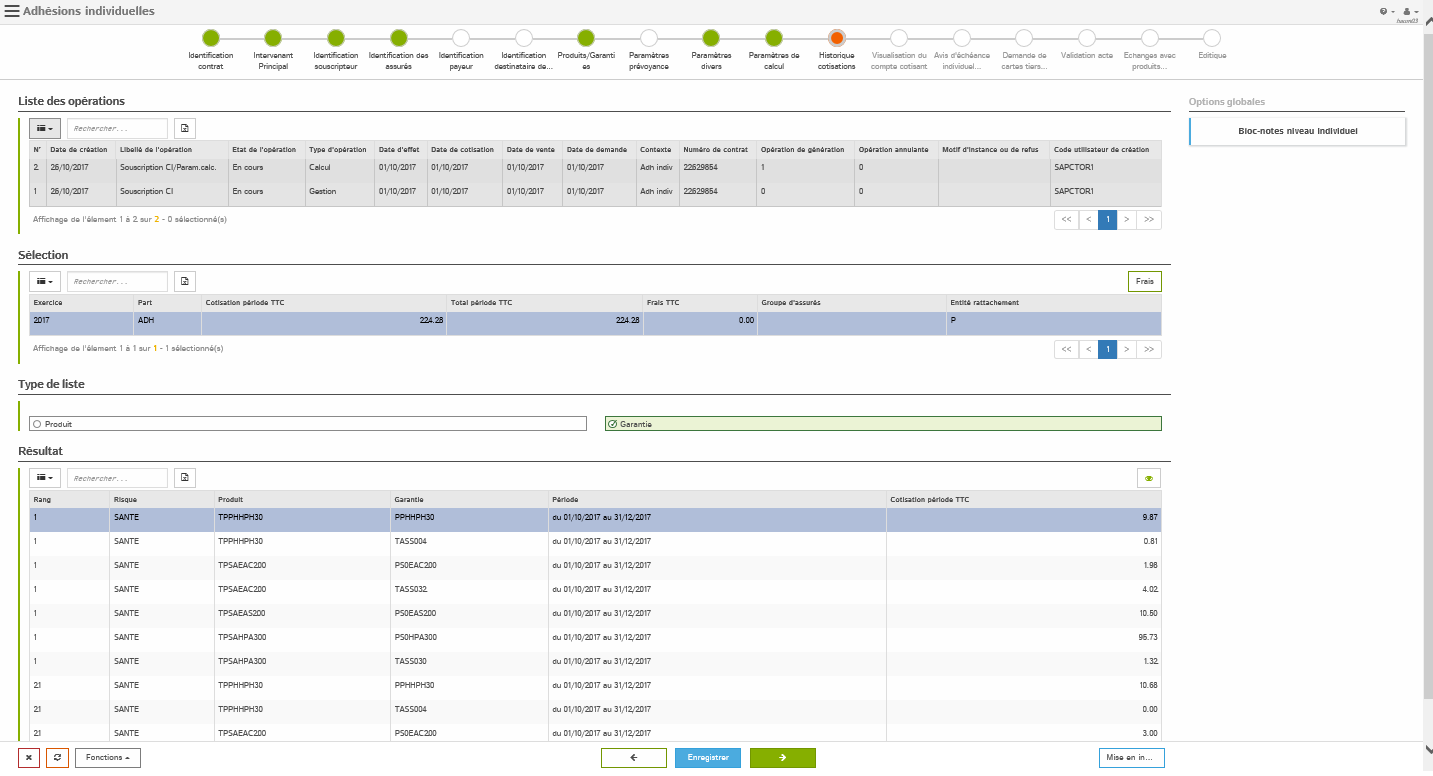 Adhésions individuelles
bacm03
Identification contrat
Intervenant Principal
Identification souscripteur
Identification des assurés
Identification payeur
Identification destinataire de...
Produits/Garanties
Paramètres prévoyance
Paramètres divers
Paramètres de calcul
Historique cotisations
Visualisation du compte cotisant
Avis d'échéance individuel...
Demande de cartes tiers...
Validation acte
Echanges avec produits...
Editique
Liste des opérations
Options globales
Rechercher...
Bloc-notes niveau individuel
N° Date de création Libellé de l'opération Etat de l'opération Type d'opération Date d'effet Date de cotisation Date de vente Date de demande Contexte Numéro de contrat Opération de génération Opération annulante Motif d'instance ou de refus Code utilisateur de création
2 26/10/2017 Souscription CI/Param.calc. En cours Calcul 01/10/2017 01/10/2017 01/10/2017 01/10/2017 Adh indiv 22629854 1 0 SAPCTOR1
1 26/10/2017 Souscription CI En cours Gestion 01/10/2017 01/10/2017 01/10/2017 01/10/2017 Adh indiv 22629854 0 0 SAPCTOR1
Affichage de l'élement 1 à 2 sur 2 - 0 sélectionné(s)
<< < 1 > >>
Sélection
Rechercher...
Frais
Exercice Part Cotisation période TTC Total période TTC Frais TTC Groupe d'assurés Entité rattachement
2017 ADH 224.28 224.28 0.00 P
Affichage de l'élement 1 à 1 sur 1 - 1 sélectionné(s)
<< < 1 > >>
Type de liste
Produit
Garantie
Résultat
Rechercher...
Rang Risque Produit Garantie Période Cotisation période TTC
1 SANTE TPPHHPH30 PPHHPH30 du 01/10/2017 au 31/12/2017 9.87
1 SANTE TPPHHPH30 TASS004 du 01/10/2017 au 31/12/2017 0.81
1 SANTE TPSAEAC200 PS0EAC200 du 01/10/2017 au 31/12/2017 1.98
1 SANTE TPSAEAC200 TASS032 du 01/10/2017 au 31/12/2017 4.02
1 SANTE TPSAEAS200 PS0EAS200 du 01/10/2017 au 31/12/2017 10.50
1 SANTE TPSAHPA300 PS0HPA300 du 01/10/2017 au 31/12/2017 95.73
1 SANTE TPSAHPA300 TASS030 du 01/10/2017 au 31/12/2017 1.32
21 SANTE TPPHHPH30 PPHHPH30 du 01/10/2017 au 31/12/2017 10.68
21 SANTE TPPHHPH30 TASS004 du 01/10/2017 au 31/12/2017 0.00
21 SANTE TPSAEAC200 PS0EAC200 du 01/10/2017 au 31/12/2017 3.00
Fonctions
Enregistrer
Mise en in...